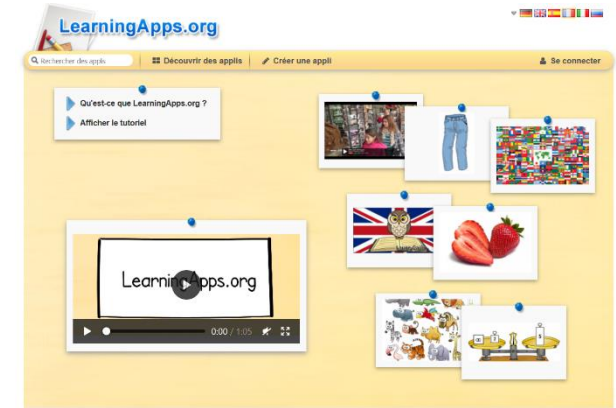 LearningApps.org
Rechercher des applis
Découvrir des applis
Créer une appli
Se connecter
Qu'est-ce que LearningApps.org ?
Afficher le tutoriel
LearningApps.org
0:00 / 1:05